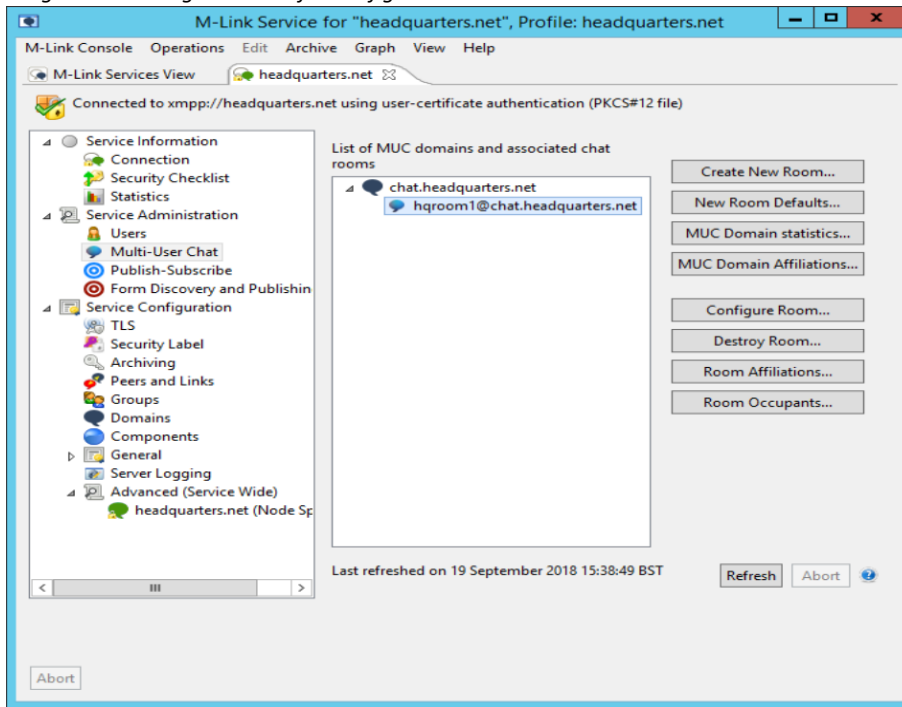 M-Link Service for "headquarters.net", Profile: headquarters.net
M-Link Console Operations Edit Archive Graph View Help
M-Link Services View headquarters.net
Connected to xmpp://headquarters.net using user-certificate authentication (PKCS#12 file)
Service Information
Connection
Security Checklist
Statistics
Service Administration
Users
Multi-User Chat
Publish-Subscribe
Form Discovery and Publishin
Service Configuration
TLS
Security Label
Archiving
Peers and Links
Groups
Domains
Components
General
Server Logging
Advanced (Service Wide)
headquarters.net (Node Sp
List of MUC domains and associated chat
rooms
chat.headquarters.net
hqroom1@chat.headquarters.net
Create New Room...
New Room Defaults...
MUC Domain statistics...
MUC Domain Affiliations...
Configure Room...
Destroy Room...
Room Affiliations...
Room Occupants...
Last refreshed on 19 September 2018 15:38:49 BST
Refresh Abort
Abort